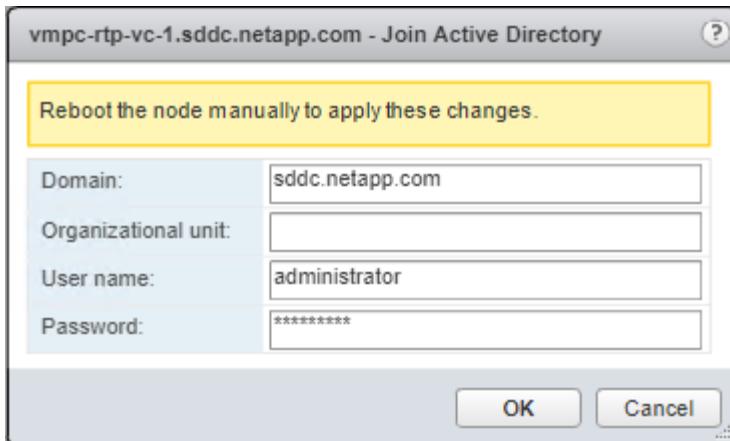 vmpc-rtp-vc-1.sddc.netapp.com - Join Active Directory ?
Reboot the node manually to apply these changes.
Domain: sddc.netapp.com
Organizational unit:
User name: administrator
Password: *********
OK Cancel